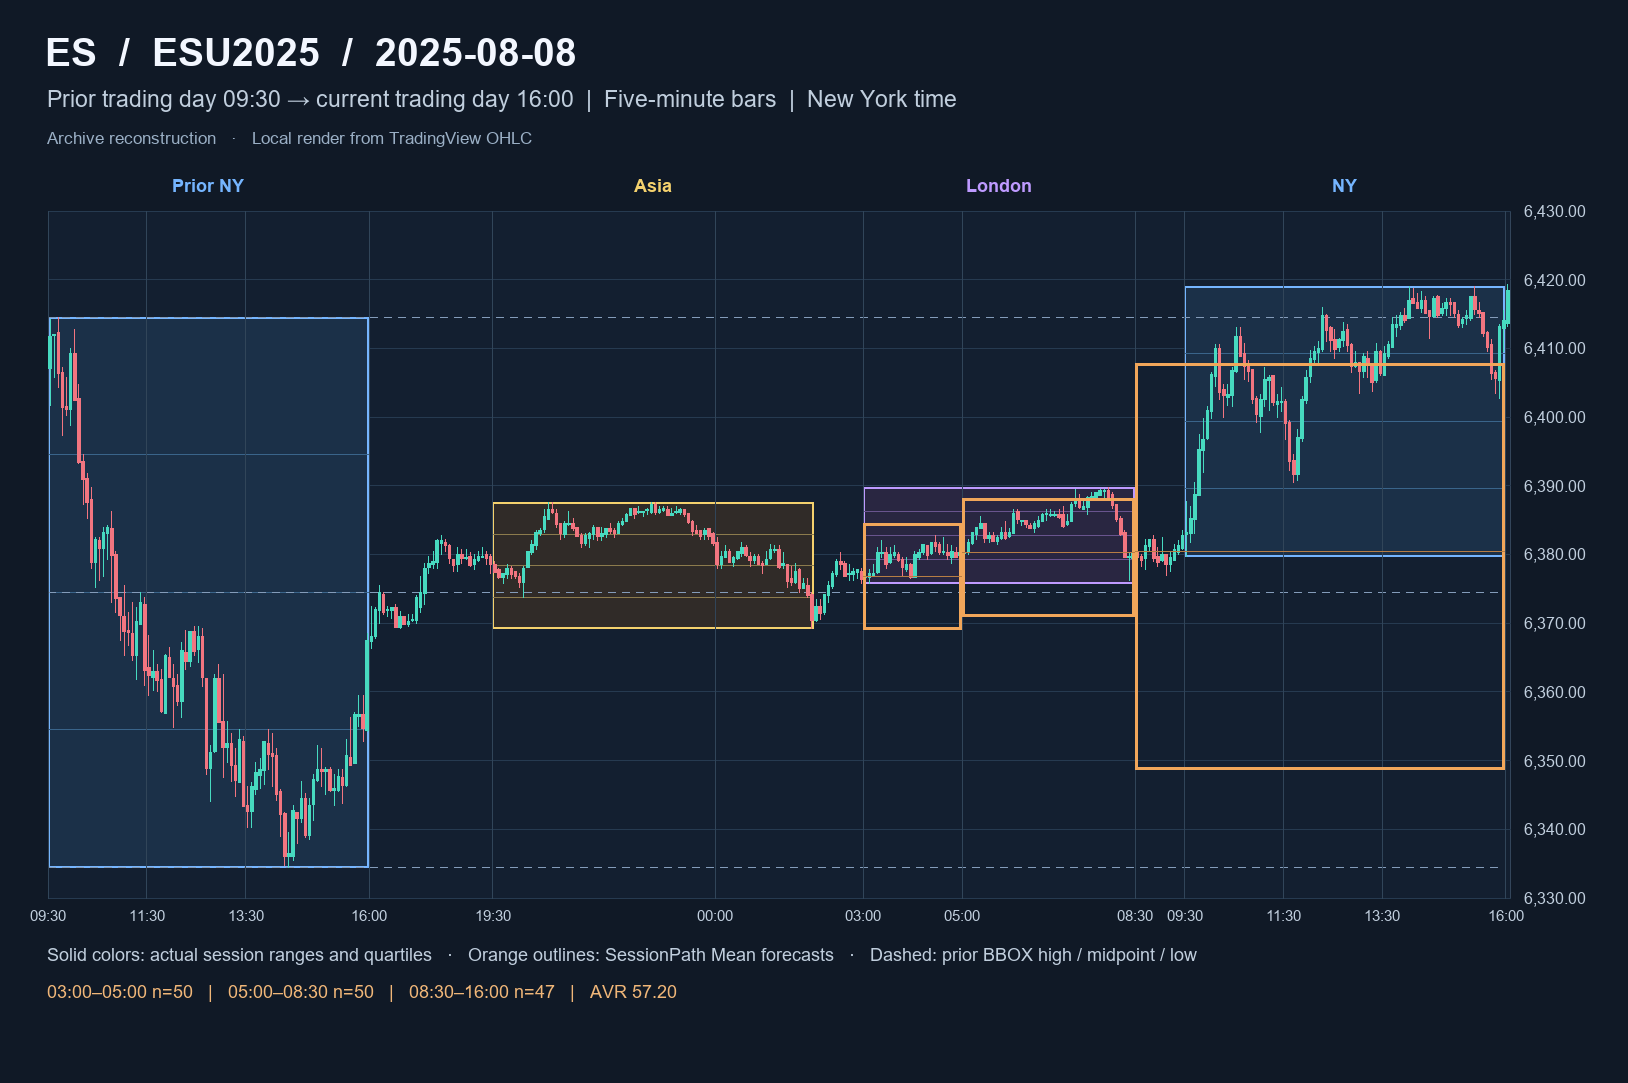 ES / ESU2025 / 2025-08-08
Prior trading day 09:30 → current trading day 16:00 | Five-minute bars | New York time
Archive reconstruction · Local render from TradingView OHLC
Prior NY Asia London NY
6,430.00
6,420.00
6,410.00
6,400.00
6,390.00
6,380.00
6,370.00
6,360.00
6,350.00
6,340.00
6,330.00
09:30 11:30 13:30 16:00 19:30 00:00 03:00 05:00 08:30 09:30 11:30 13:30 16:00
Solid colors: actual session ranges and quartiles · Orange outlines: SessionPath Mean forecasts · Dashed: prior BBOX high / midpoint / low
03:00–05:00 n=50 | 05:00–08:30 n=50 | 08:30–16:00 n=47 | AVR 57.20